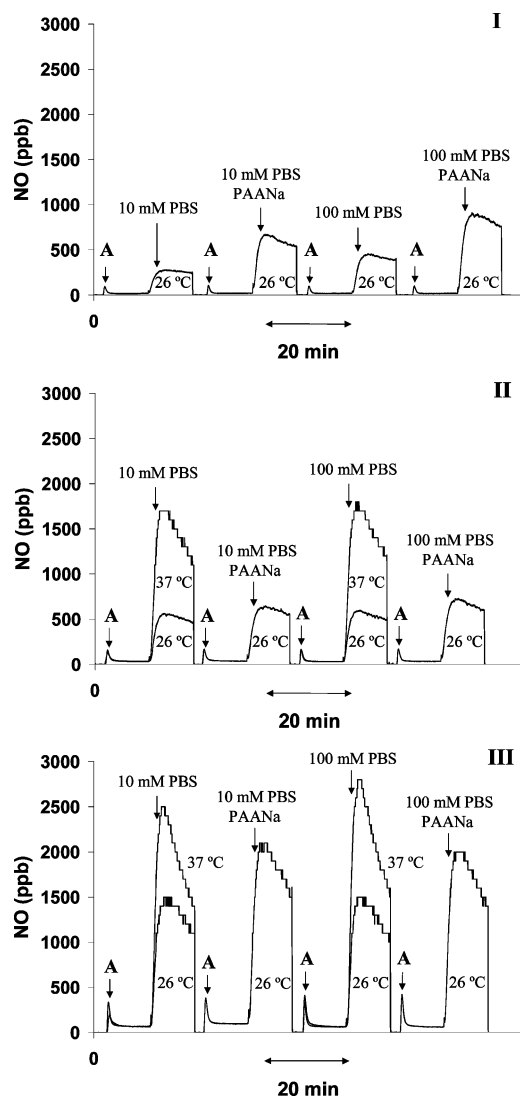 I
3000
2500
2000
1500
1000
500
0
NO (ppb)
A
10 mM PBS
26 ºC
A
10 mM PBS
PAANa
26 ºC
A
100 mM PBS
26 ºC
A
100 mM PBS
PAANa
26 ºC
0
20 min
II
3000
2500
2000
1500
1000
500
0
NO (ppb)
A
10 mM PBS
37 ºC
26 ºC
A
10 mM PBS
PAANa
26 ºC
A
100 mM PBS
37 ºC
26 ºC
A
100 mM PBS
PAANa
26 ºC
0
20 min
III
3000
2500
2000
1500
1000
500
0
NO (ppb)
A
10 mM PBS
37 ºC
26 ºC
A
10 mM PBS
PAANa
26 ºC
A
100 mM PBS
37 ºC
26 ºC
A
100 mM PBS
PAANa
26 ºC
0
20 min